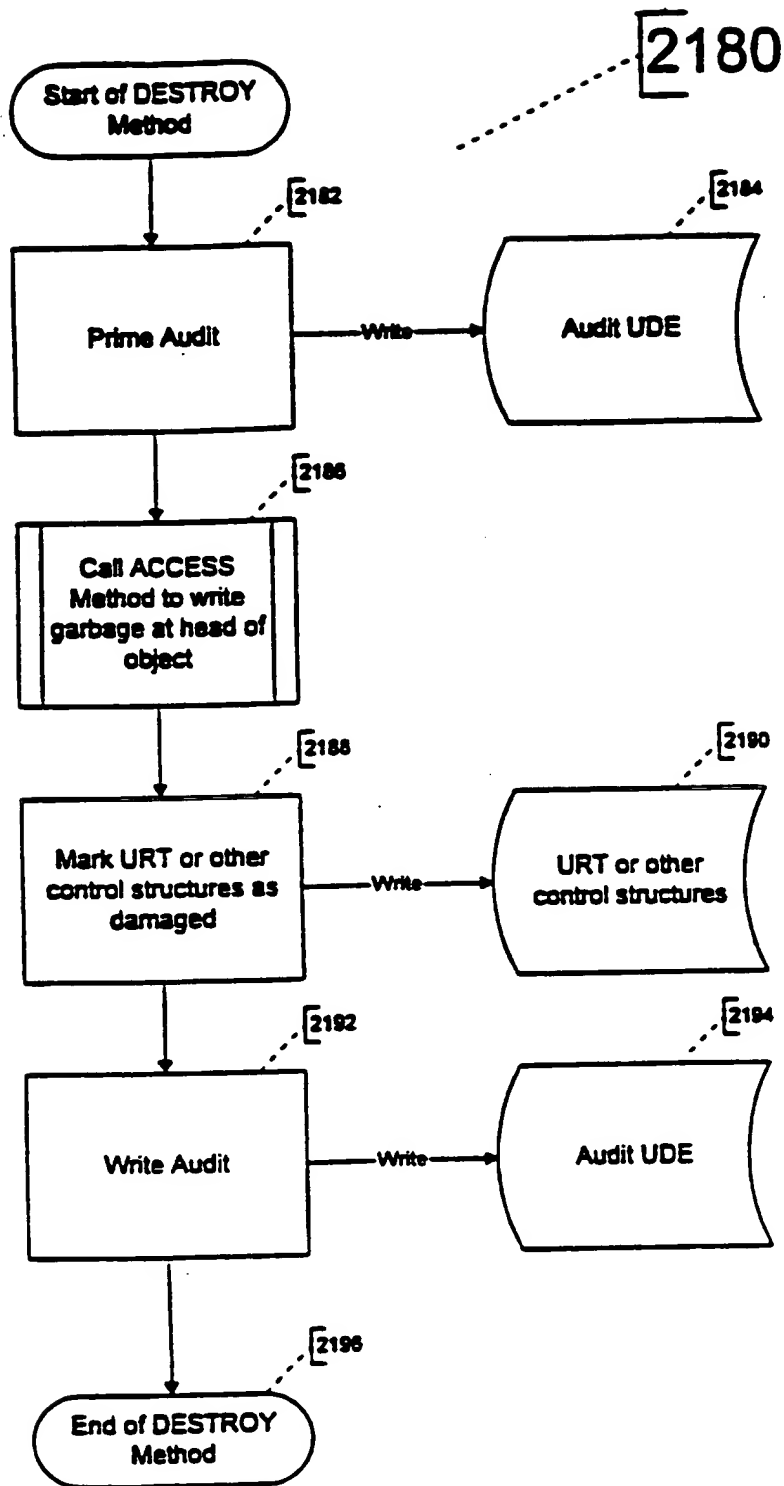 2180
Start of DESTROY
Method
2182
2184
Prime Audit
Write
Audit UDE
2186
Call ACCESS
Method to write
garbage at head of
object
2188
2190
Mark URT or other
control structures as
damaged
Write
URT or other
control structures
2192
2194
Write Audit
Write
Audit UDE
2196
End of DESTROY
Method